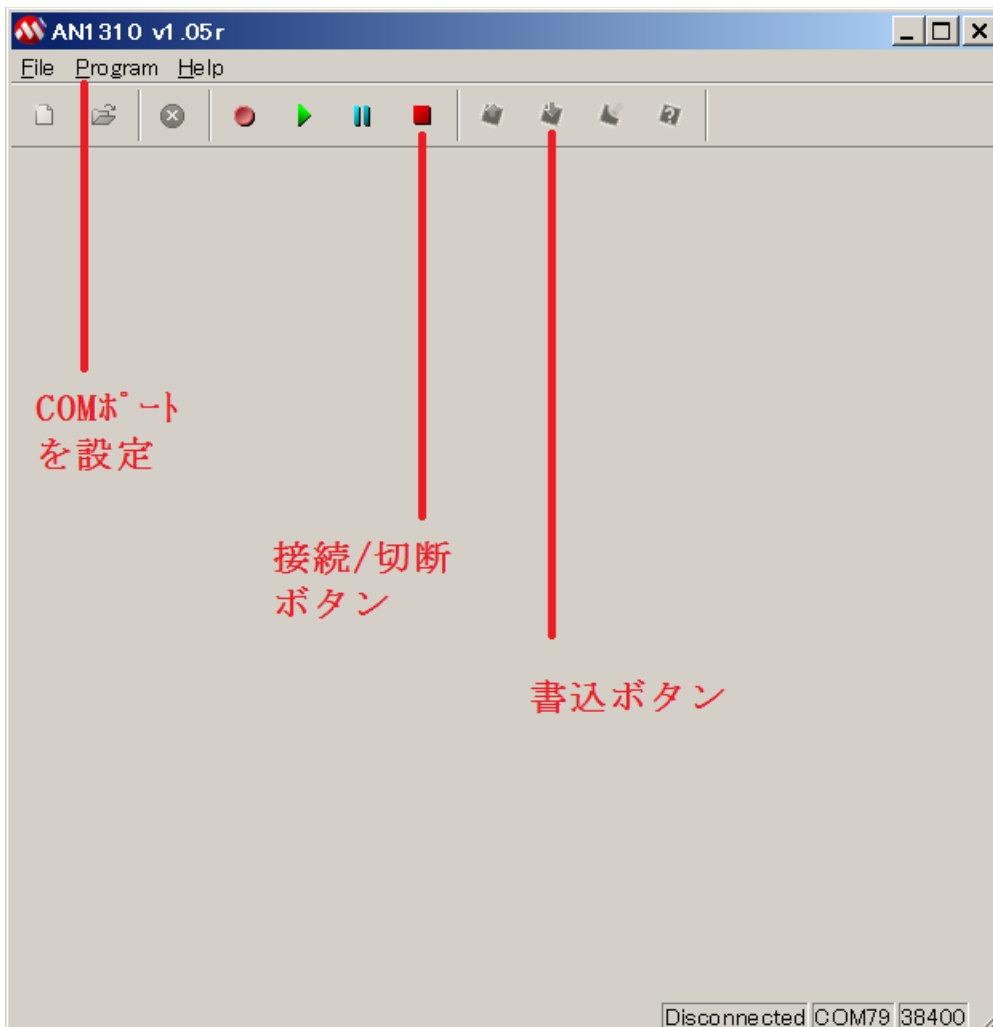 AN1310 v1.05r
File Program Help
COMﾎﾟｰﾄ
を設定
接続/切断
ボタン
書込ボタン
Disconnected COM79 38400